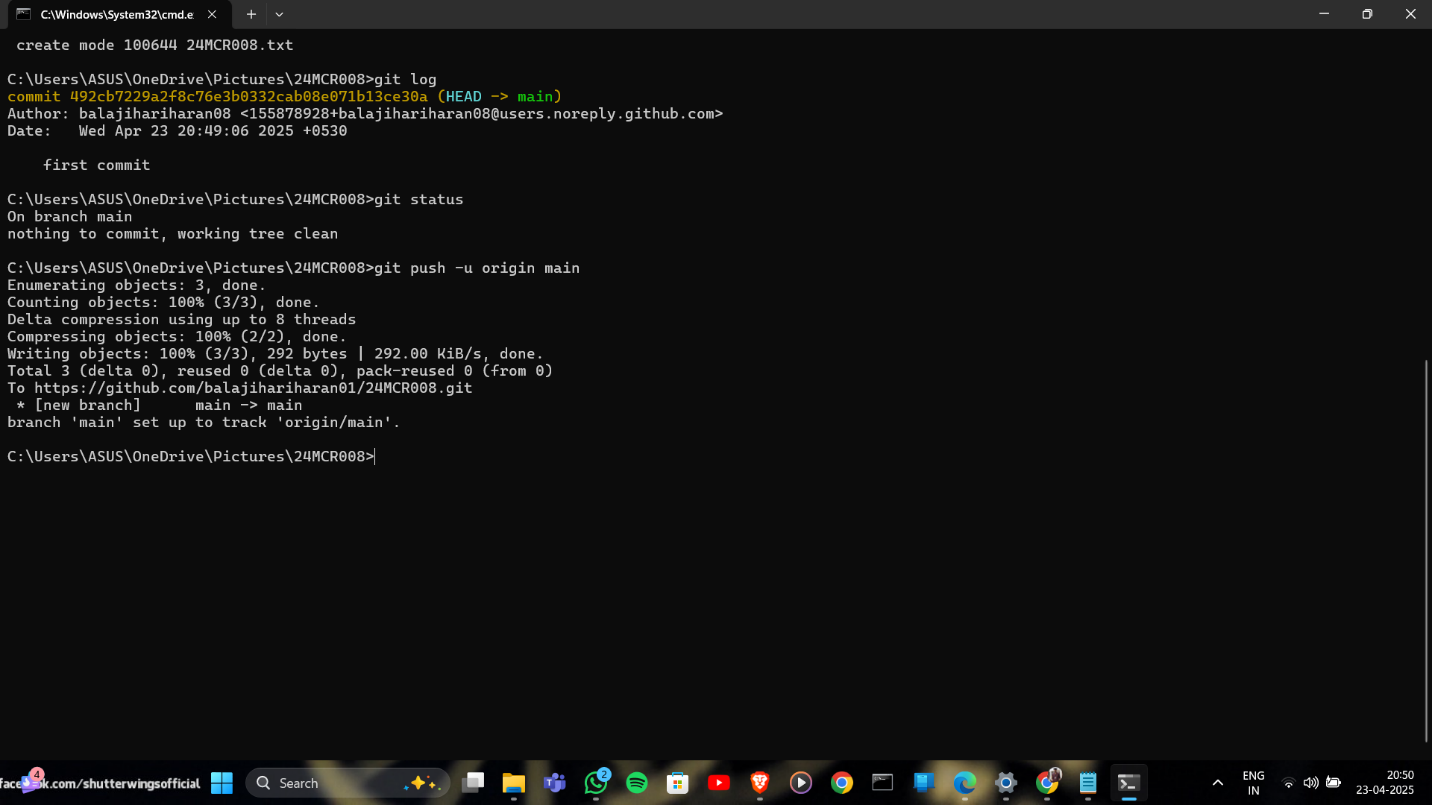 C:\Windows\System32\cmd.e
 create mode 100644 24MCR008.txt
C:\Users\ASUS\OneDrive\Pictures\24MCR008>git log
commit 492cb7229a2f8c76e3b0332cab08e071b13ce30a (HEAD -> main)
Author: balajihariharan08 <155878928+balajihariharan08@users.noreply.github.com>
Date:   Wed Apr 23 20:49:06 2025 +0530
    first commit
C:\Users\ASUS\OneDrive\Pictures\24MCR008>git status
On branch main
nothing to commit, working tree clean
C:\Users\ASUS\OneDrive\Pictures\24MCR008>git push -u origin main
Enumerating objects: 3, done.
Counting objects: 100% (3/3), done.
Delta compression using up to 8 threads
Compressing objects: 100% (2/2), done.
Writing objects: 100% (3/3), 292 bytes | 292.00 KiB/s, done.
Total 3 (delta 0), reused 0 (delta 0), pack-reused 0 (from 0)
To https://github.com/balajihariharan01/24MCR008.git
 * [new branch]      main -> main
branch 'main' set up to track 'origin/main'.
C:\Users\ASUS\OneDrive\Pictures\24MCR008>
4
k.com/shutterwingsofficial
Search
2
ENG
IN
20:50
23-04-2025